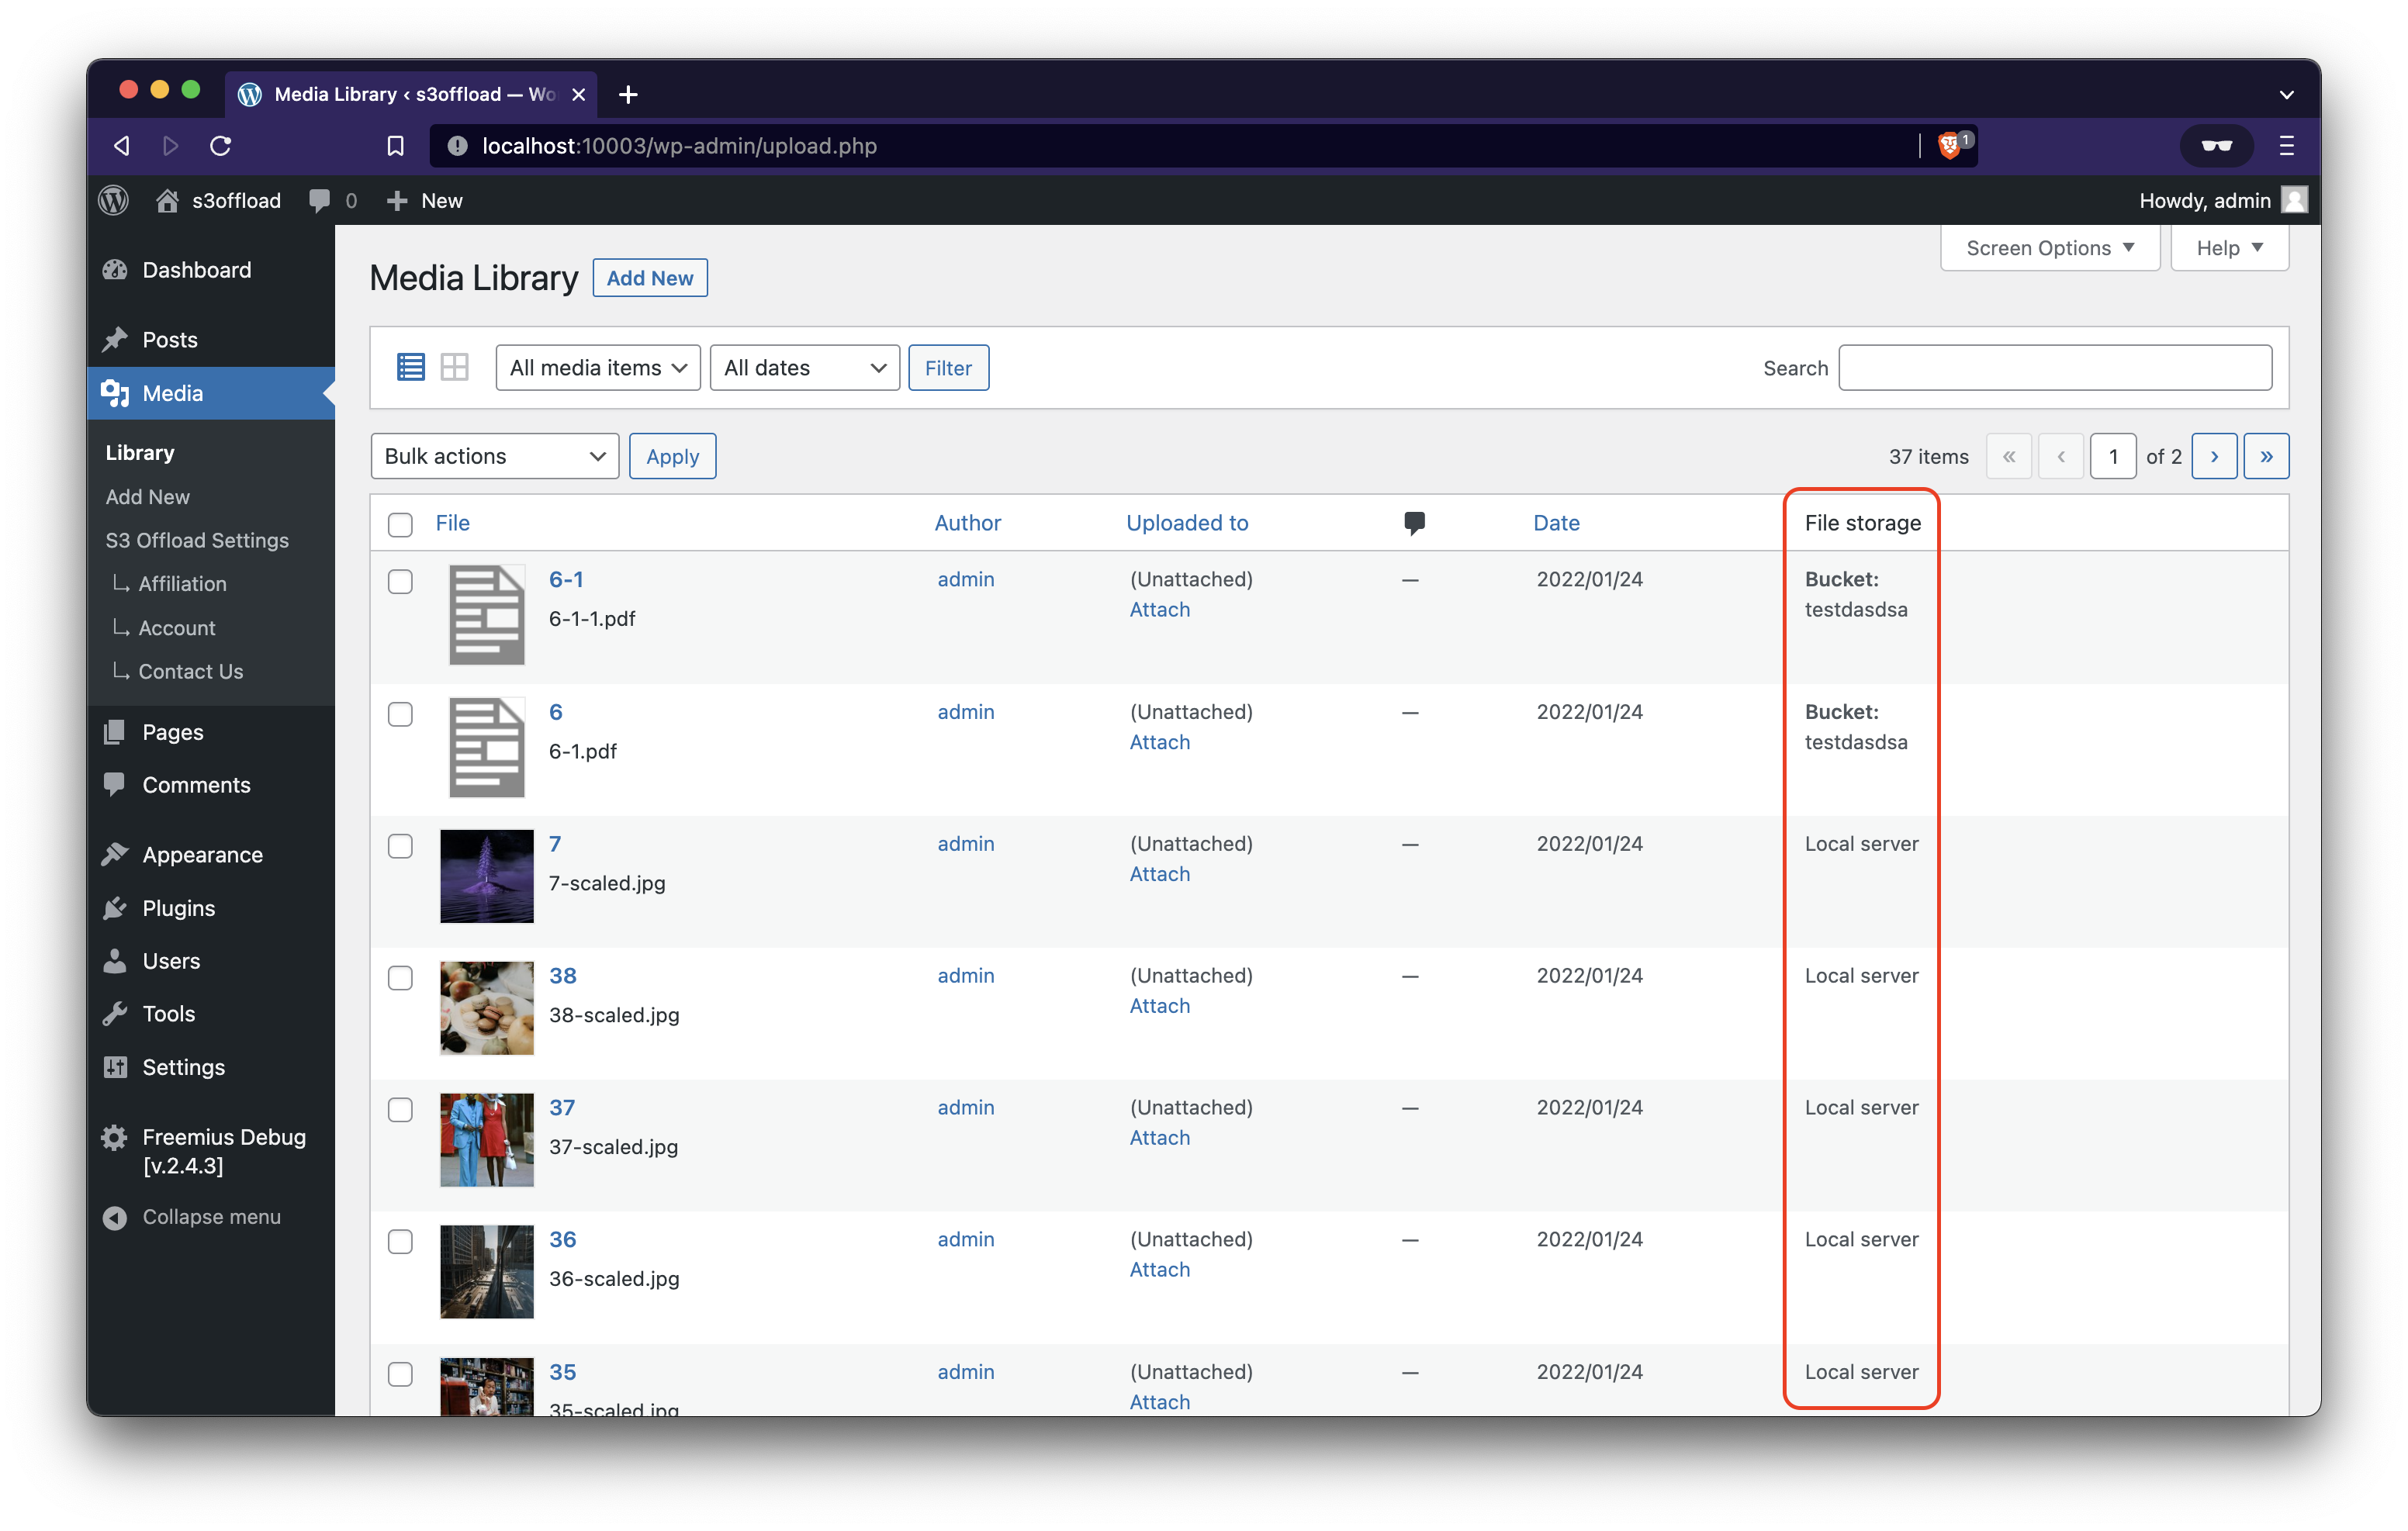 Media Library ‹ s3offload — Wo
localhost:10003/wp-admin/upload.php
1
s3offload
0
New
Howdy, admin
Dashboard
Posts
Media
Library
Add New
S3 Offload Settings
Affiliation
Account
Contact Us
Pages
Comments
Appearance
Plugins
Users
Tools
Settings
Freemius Debug
[v.2.4.3]
Collapse menu
Screen Options
Help
Media Library
Add New
All media items
All dates
Filter
Search
Bulk actions
Apply
37 items « ‹ 1 of 2 › »
File Author Uploaded to Date File storage
6-1 admin (Unattached) — 2022/01/24 Bucket:
6-1-1.pdf Attach testdasdsa
6 admin (Unattached) — 2022/01/24 Bucket:
6-1.pdf Attach testdasdsa
7 admin (Unattached) — 2022/01/24 Local server
7-scaled.jpg Attach
38 admin (Unattached) — 2022/01/24 Local server
38-scaled.jpg Attach
37 admin (Unattached) — 2022/01/24 Local server
37-scaled.jpg Attach
36 admin (Unattached) — 2022/01/24 Local server
36-scaled.jpg Attach
35 admin (Unattached) — 2022/01/24 Local server
35-scaled.jpg Attach